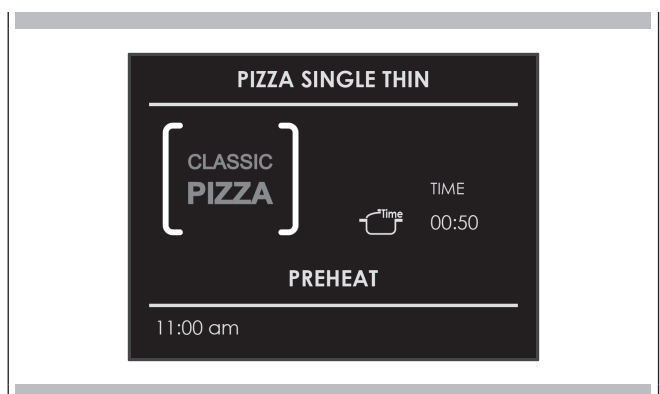 PIZZA SINGLE THIN
CLASSIC
PIZZA
TIME
Time
00:50
PREHEAT
11:00 am